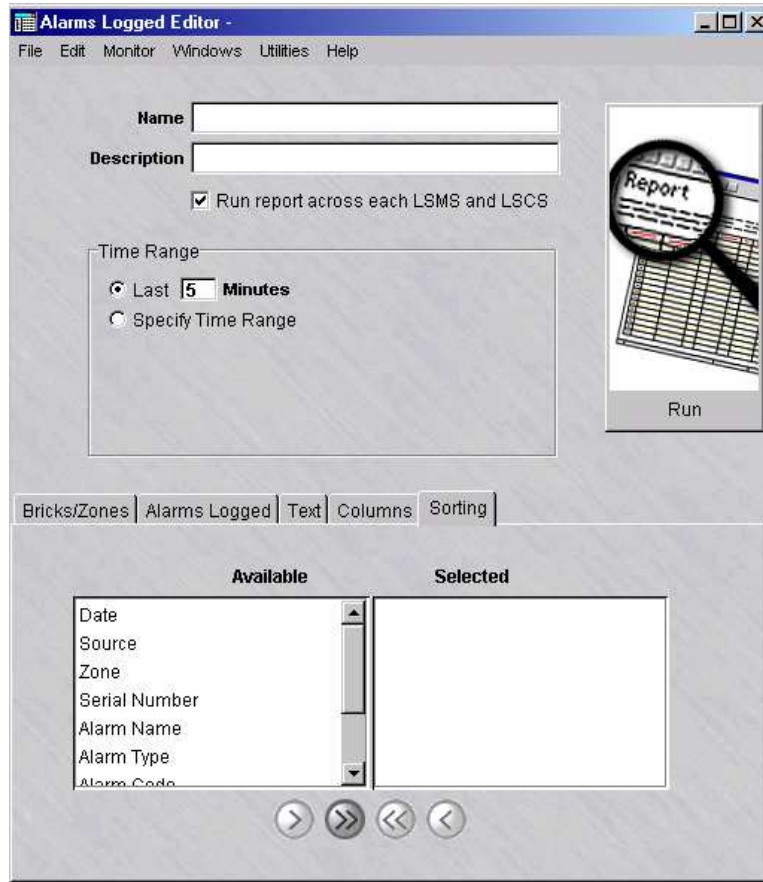 Alarms Logged Editor -
File Edit Monitor Windows Utilities Help
Name
Description
Run report across each LSMS and LSCS
Time Range
Last 5 Minutes
Specify Time Range
Report
Run
Bricks/Zones Alarms Logged Text Columns Sorting
Available Selected
Date
Source
Zone
Serial Number
Alarm Name
Alarm Type
Alarm Code